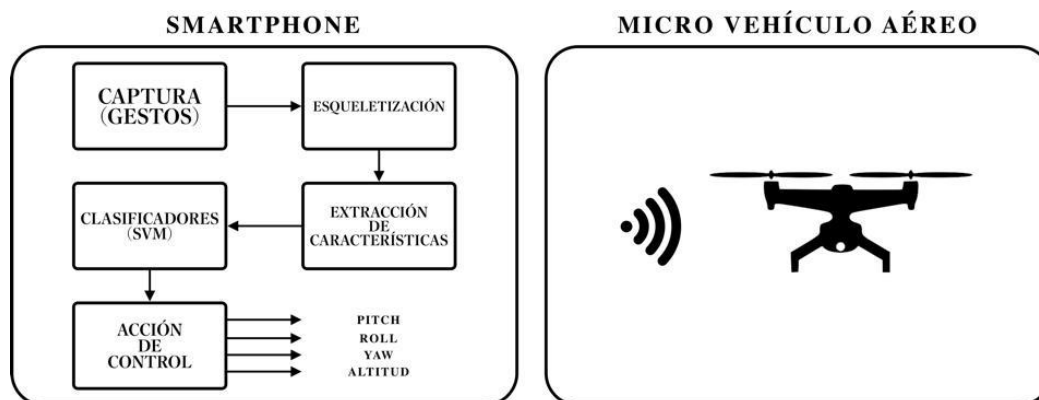 SMARTPHONE
CAPTURA
(GESTOS)
ESQUELETIZACIÓN
CLASIFICADORES
(SVM)
EXTRACCIÓN
DE
CARACTERÍSTICAS
ACCIÓN
DE
CONTROL
PITCH
ROLL
YAW
ALTITUD
MICRO VEHÍCULO AÉREO